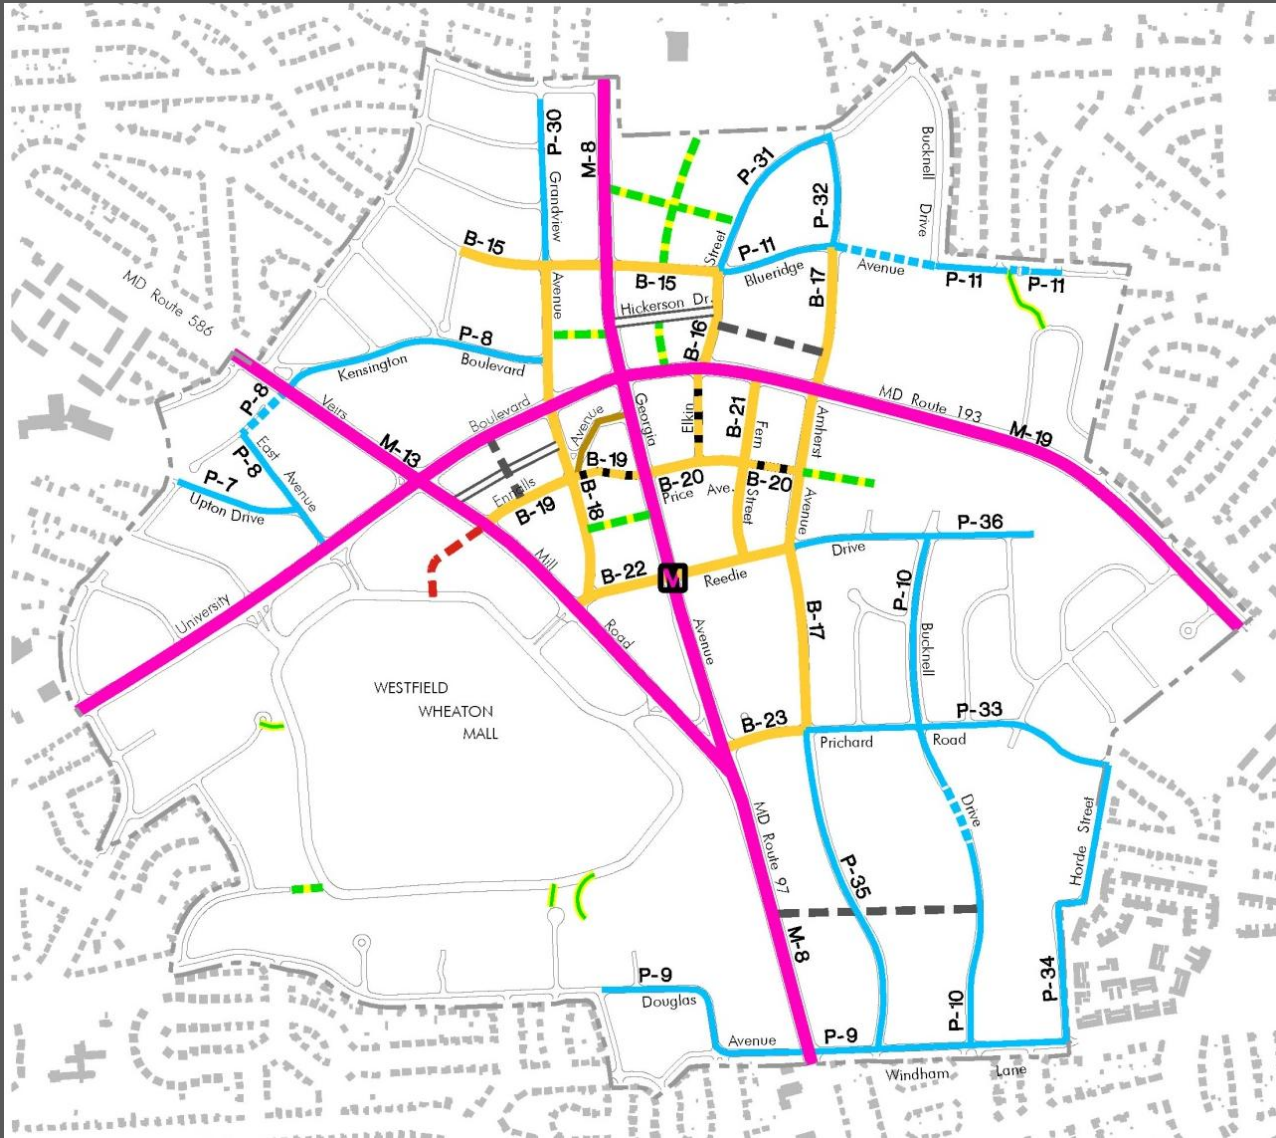 P-30
M-8
Grandview
Avenue
P-31
P-32
Bucknell
Drive
Street
P-11
Blueridge
Avenue
P-11
P-11
B-15
B-15
B-17
Hickerson Dr.
B-16
MD Route 586
P-8
Kensington
Boulevard
P-8
Veirs
M-13
Boulevard
Avenue
Georgia
Elkin
B-21
Fern
Amherst
MD Route 193
M-19
P-8
East
Avenue
P-7
Upton Drive
B-19
B-18
B-20
Price Ave.
B-20
Street
Avenue
Ennalls
B-19
Mill
P-36
Drive
B-22
M
Reedie
P-10
Bucknell
University
Road
Avenue
B-17
WESTFIELD
WHEATON
MALL
B-23
P-33
Prichard
Road
Drive
Horde Street
MD Route 97
P-35
M-8
P-34
P-9
Douglas
P-10
Avenue
P-9
Windham
Lane